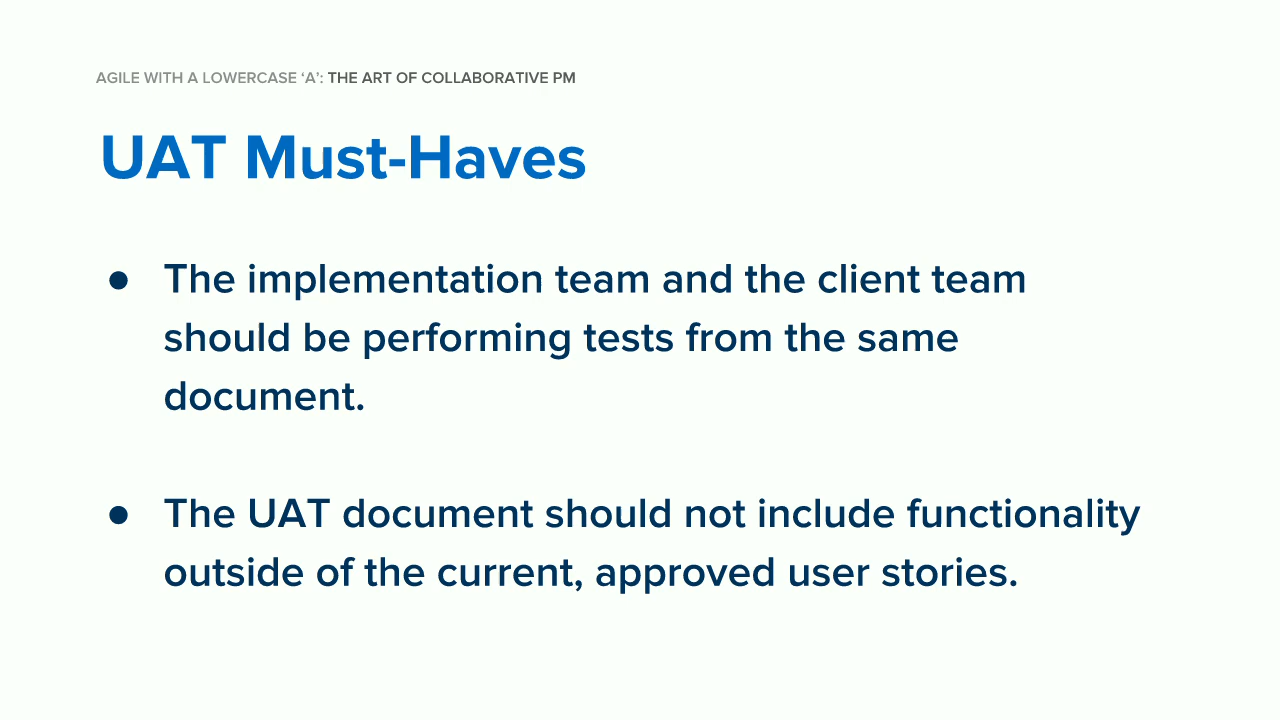 AGILE WITH A LOWERCASE ‘A’: THE ART OF COLLABORATIVE PM
UAT Must-Haves
● The implementation team and the client team
should be performing tests from the same
document.
● The UAT document should not include functionality
outside of the current, approved user stories.